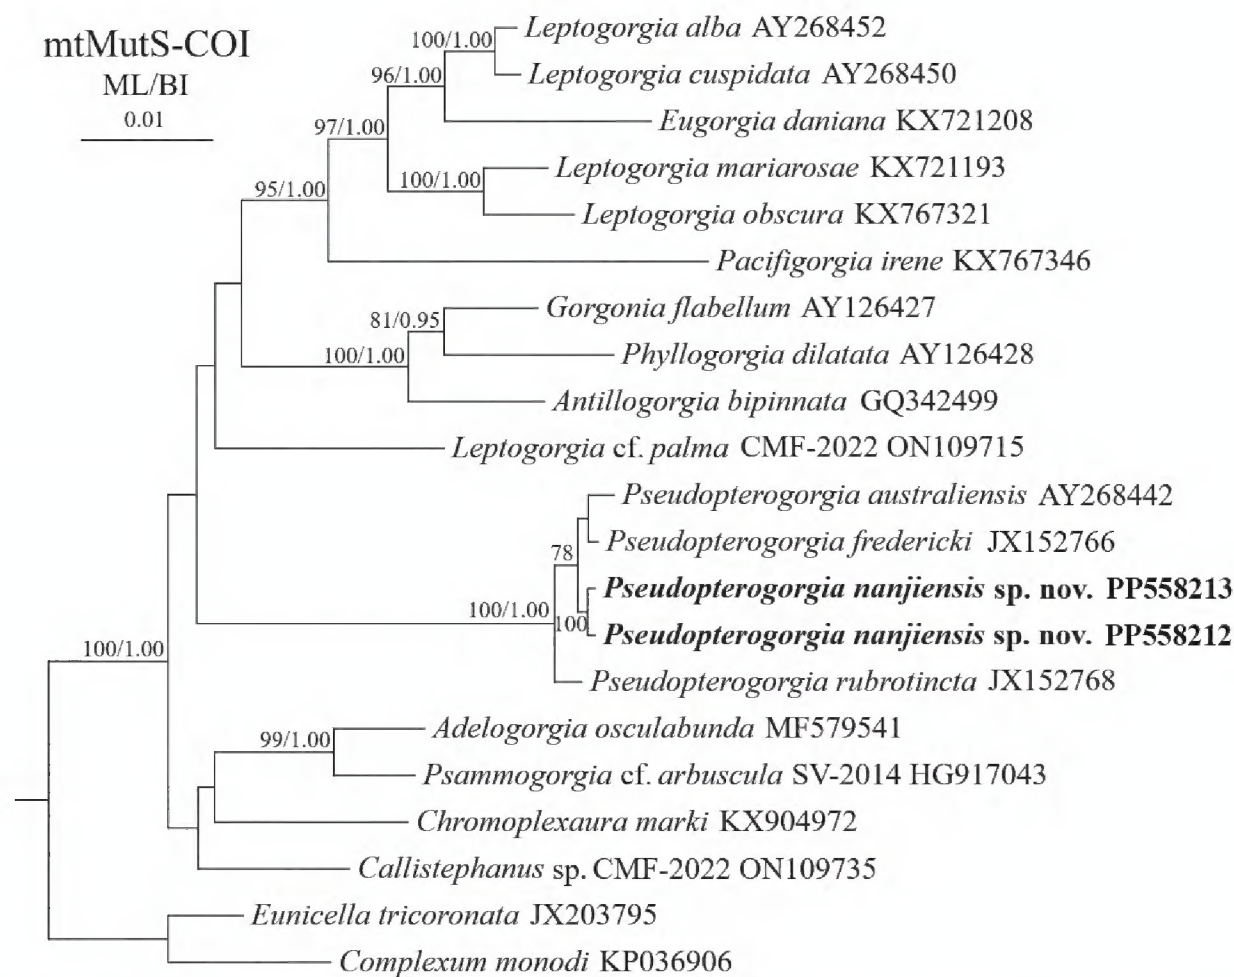 mtMutS-COI
ML/BI
0.01
100/1.00
Leptogorgia alba AY268452
96/1.00
Leptogorgia cuspidata AY268450
97/1.00
Eugorgia daniana KX721208
95/1.00
100/1.00
Leptogorgia mariarosae KX721193
Leptogorgia obscura KX767321
Pacifigorgia irene KX767346
81/0.95
Gorgonia flabellum AY126427
100/1.00
Phyllogorgia dilatata AY126428
Antillogorgia bipinnata GQ342499
Leptogorgia cf. palma CMF-2022 ON109715
Pseudopterogorgia australiensis AY268442
78
Pseudopterogorgia fredericki JX152766
100/1.00
100
Pseudopterogorgia nanjiensis sp. nov. PP558213
Pseudopterogorgia nanjiensis sp. nov. PP558212
100/1.00
Pseudopterogorgia rubrotincta JX152768
99/1.00
Adelogorgia osculabunda MF579541
Psammogorgia cf. arbuscula SV-2014 HG917043
Chromoplexaura marki KX904972
Callistephanus sp. CMF-2022 ON109735
Eunicella tricoronata JX203795
Complexum monodi KP036906